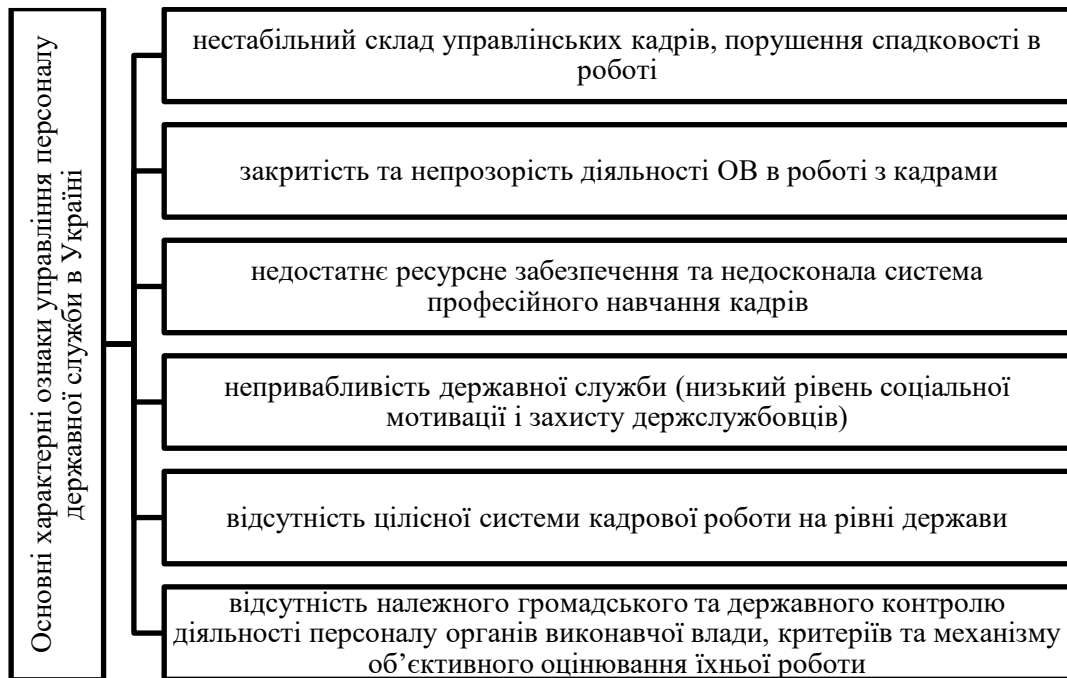 Основні характерні ознаки управління персоналу
державної служби в Україні
нестабільний склад управлінських кадрів, порушення спадковості в
роботі
закритість та непрозорість діяльності ОВ в роботі з кадрами
недостатнє ресурсне забезпечення та недосконала система
професійного навчання кадрів
непривабливість державної служби (низький рівень соціальної
мотивації і захисту держслужбовців)
відсутність цілісної системи кадрової роботи на рівні держави
відсутність належного громадського та державного контролю
діяльності персоналу органів виконавчої влади, критеріїв та механізму
об’єктивного оцінювання їхньої роботи